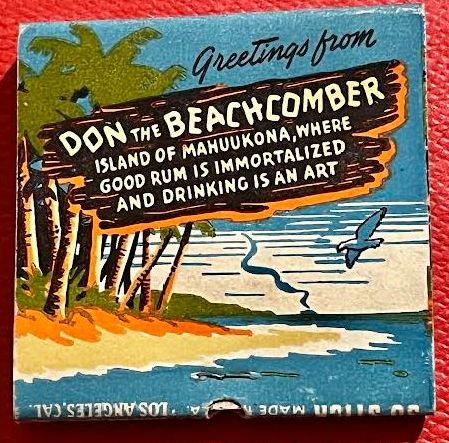 Greetings from
DON THE BEACHCOMBER
ISLAND OF MAHUUKONA, WHERE
GOOD RUM IS IMMORTALIZED
AND DRINKING IS AN ART
LOS ANGELES, CAL.
MADE